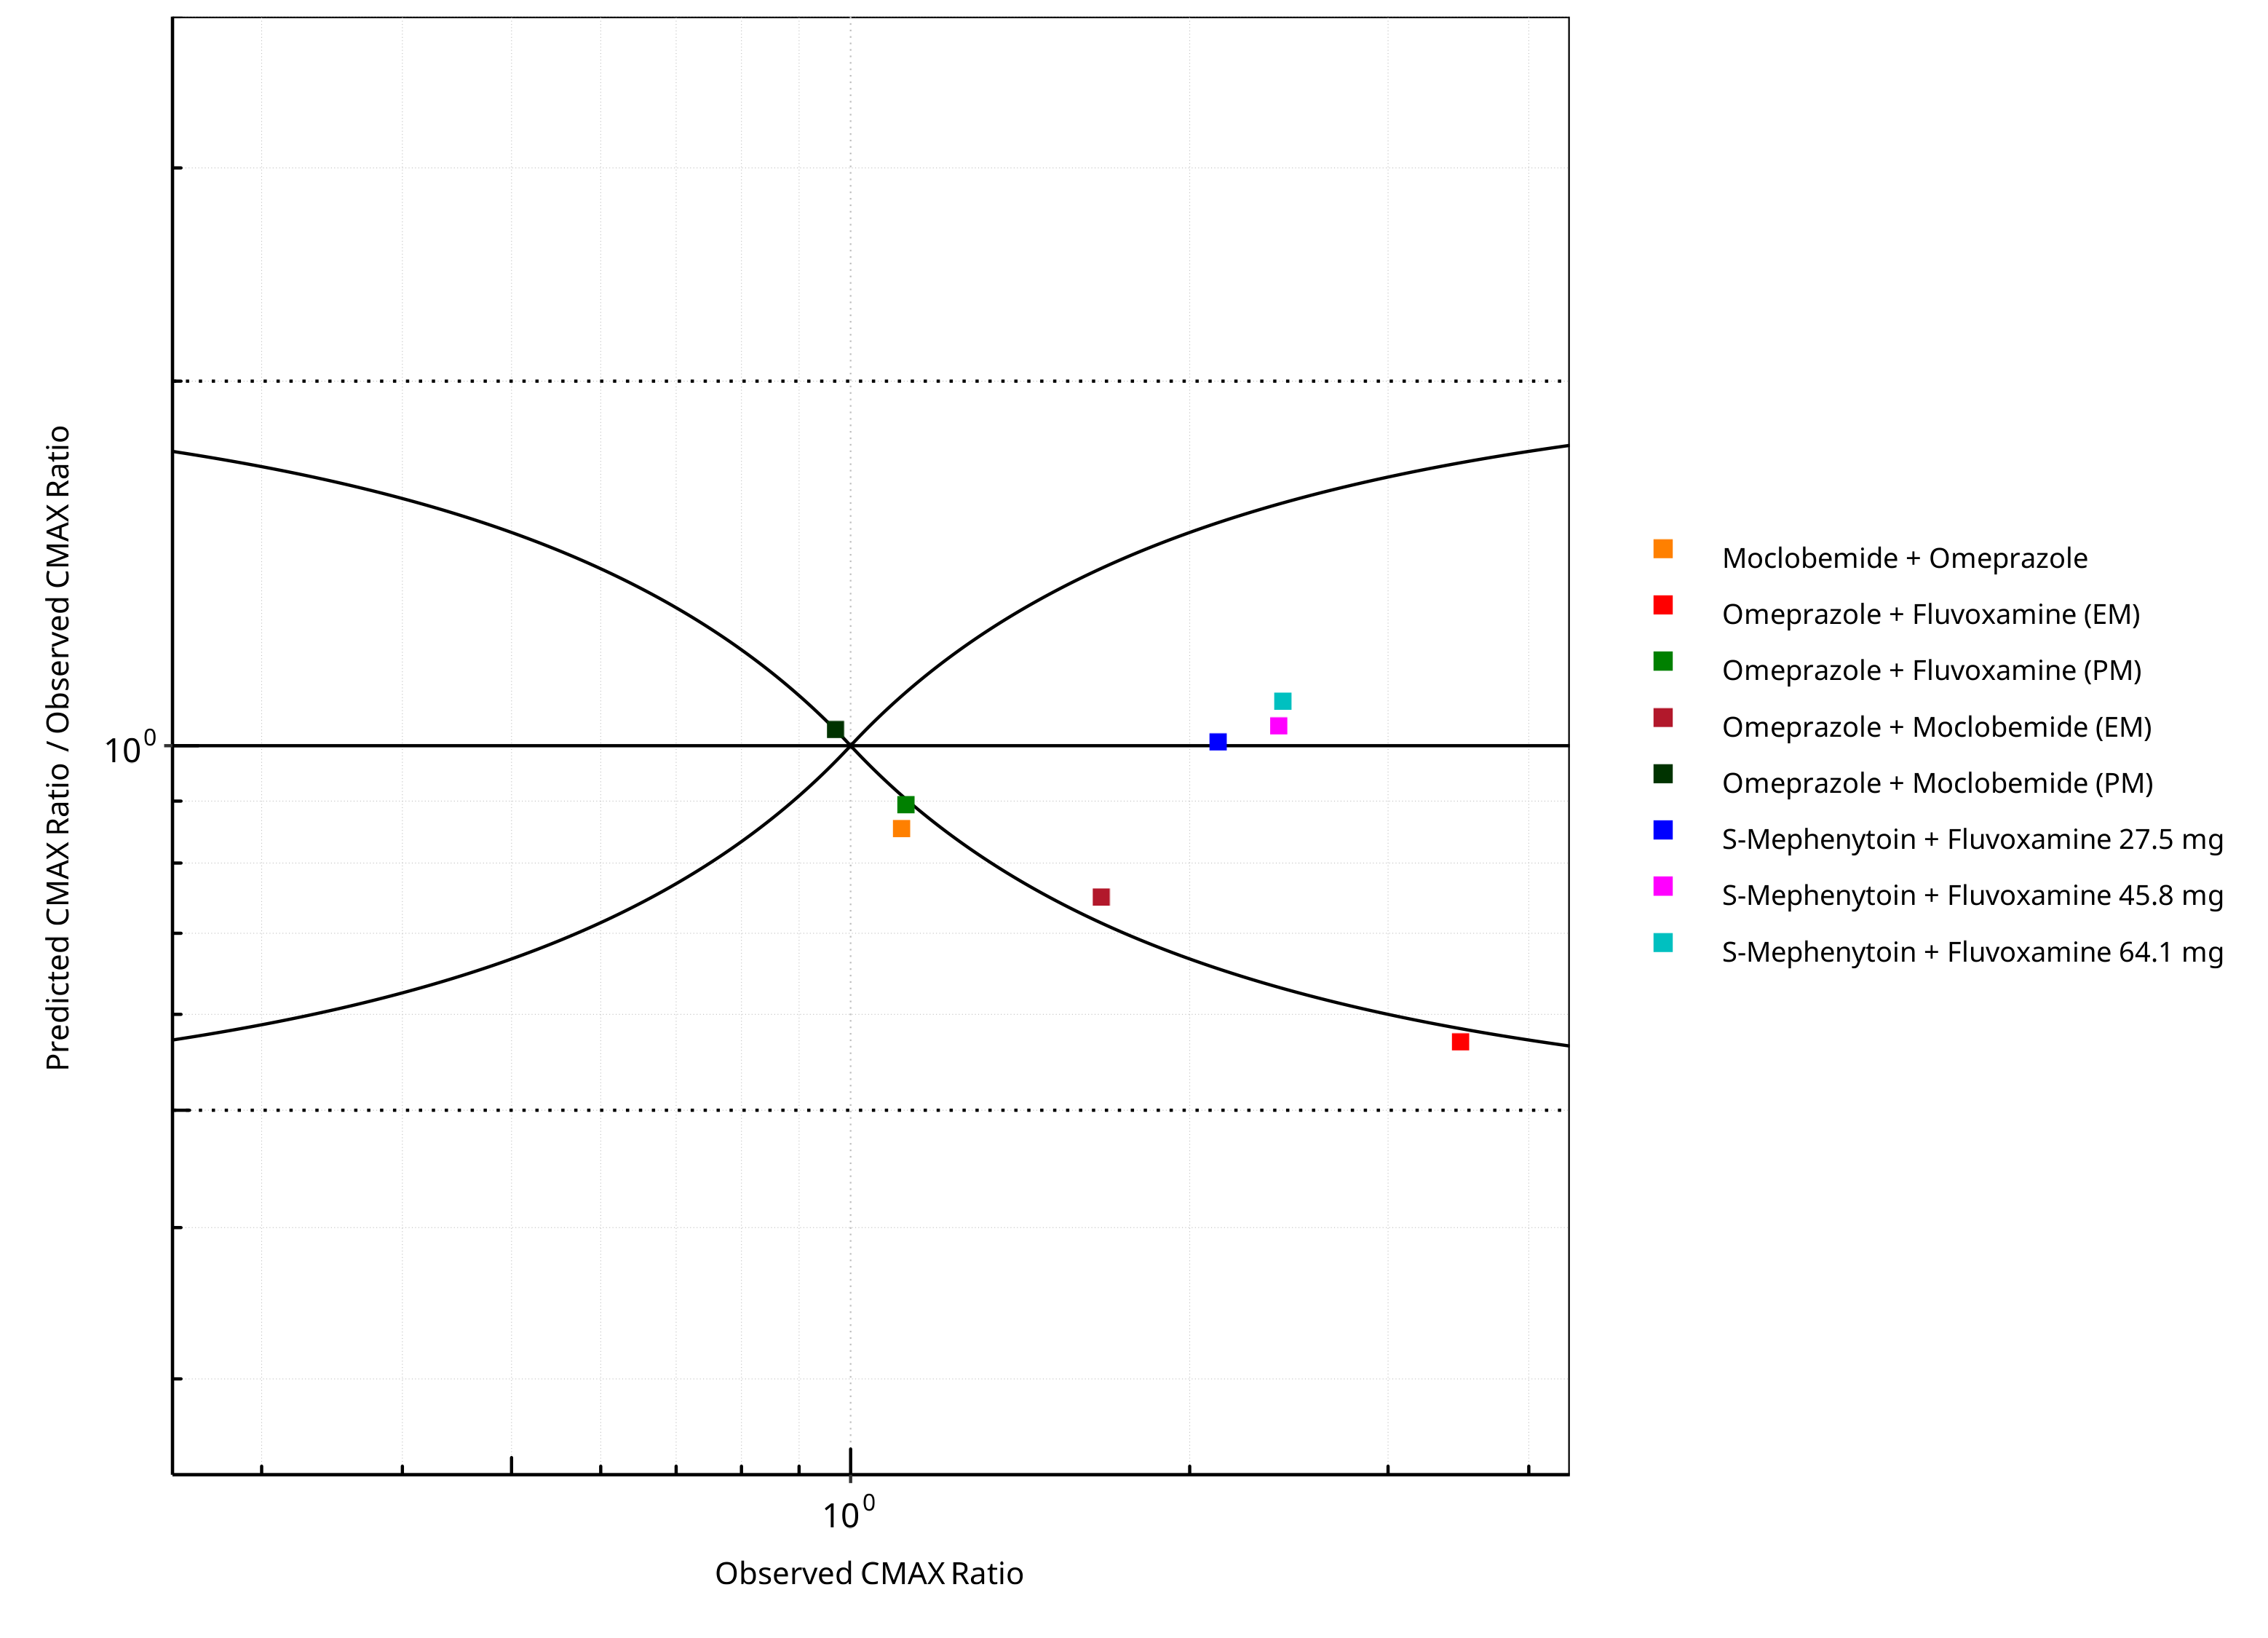 Predicted CMAX Ratio / Observed CMAX Ratio
10⁰
10⁰
Observed CMAX Ratio
Moclobemide + Omeprazole
Omeprazole + Fluvoxamine (EM)
Omeprazole + Fluvoxamine (PM)
Omeprazole + Moclobemide (EM)
Omeprazole + Moclobemide (PM)
S-Mephenytoin + Fluvoxamine 27.5 mg
S-Mephenytoin + Fluvoxamine 45.8 mg
S-Mephenytoin + Fluvoxamine 64.1 mg